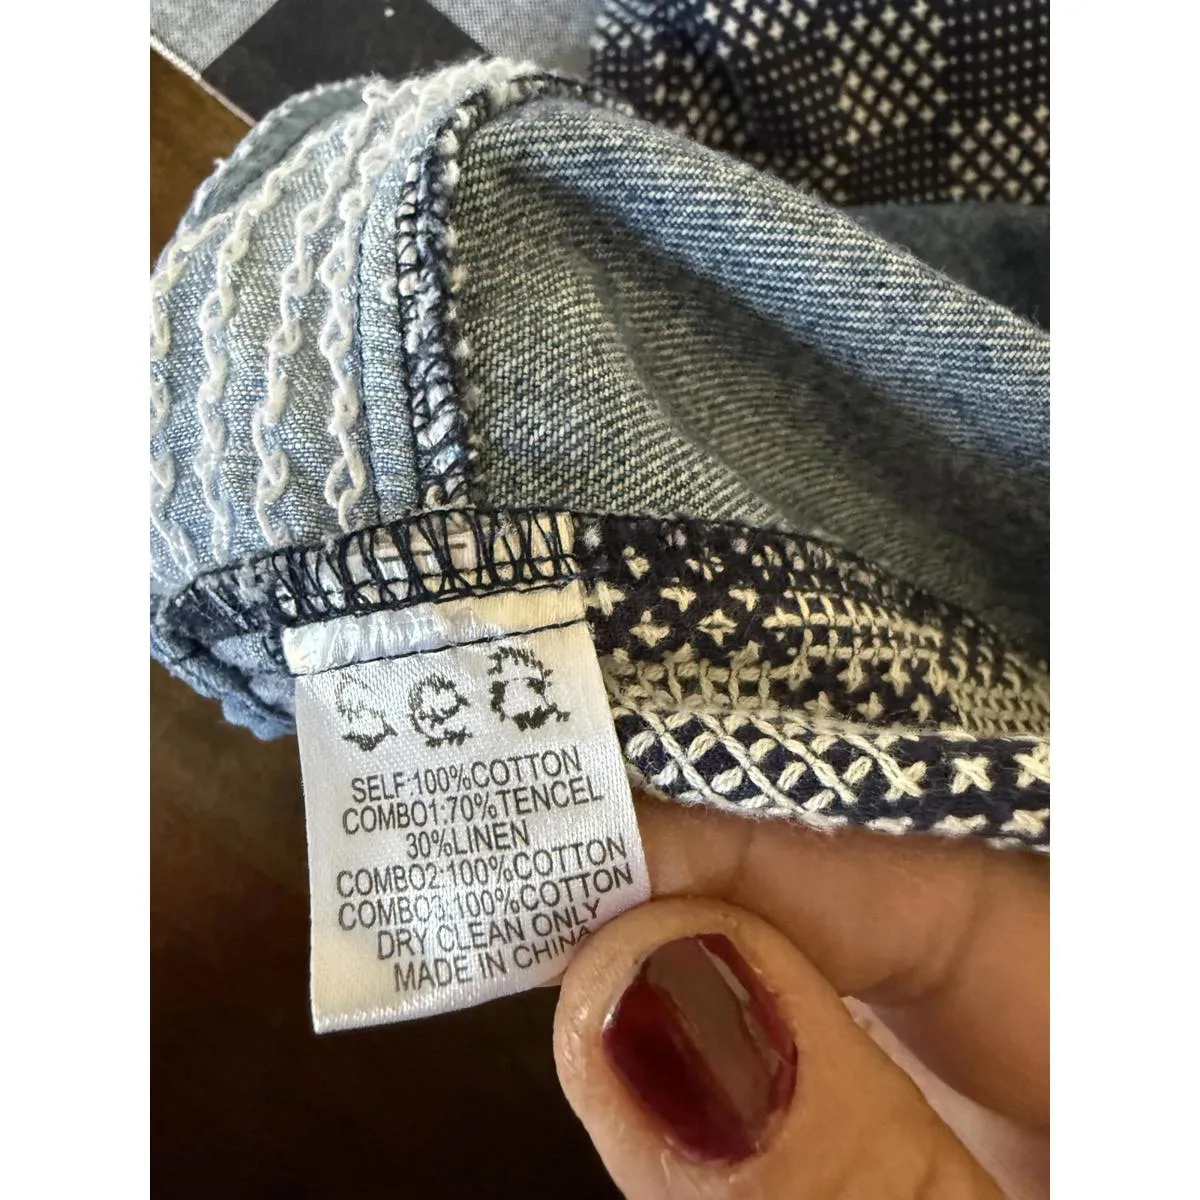 SELF:100%COTTON
COMBO1:70%TENCEL
30%LINEN
COMBO2:100%COTTON
COMBO3:100%COTTON
DRY CLEAN ONLY
MADE IN CHINA